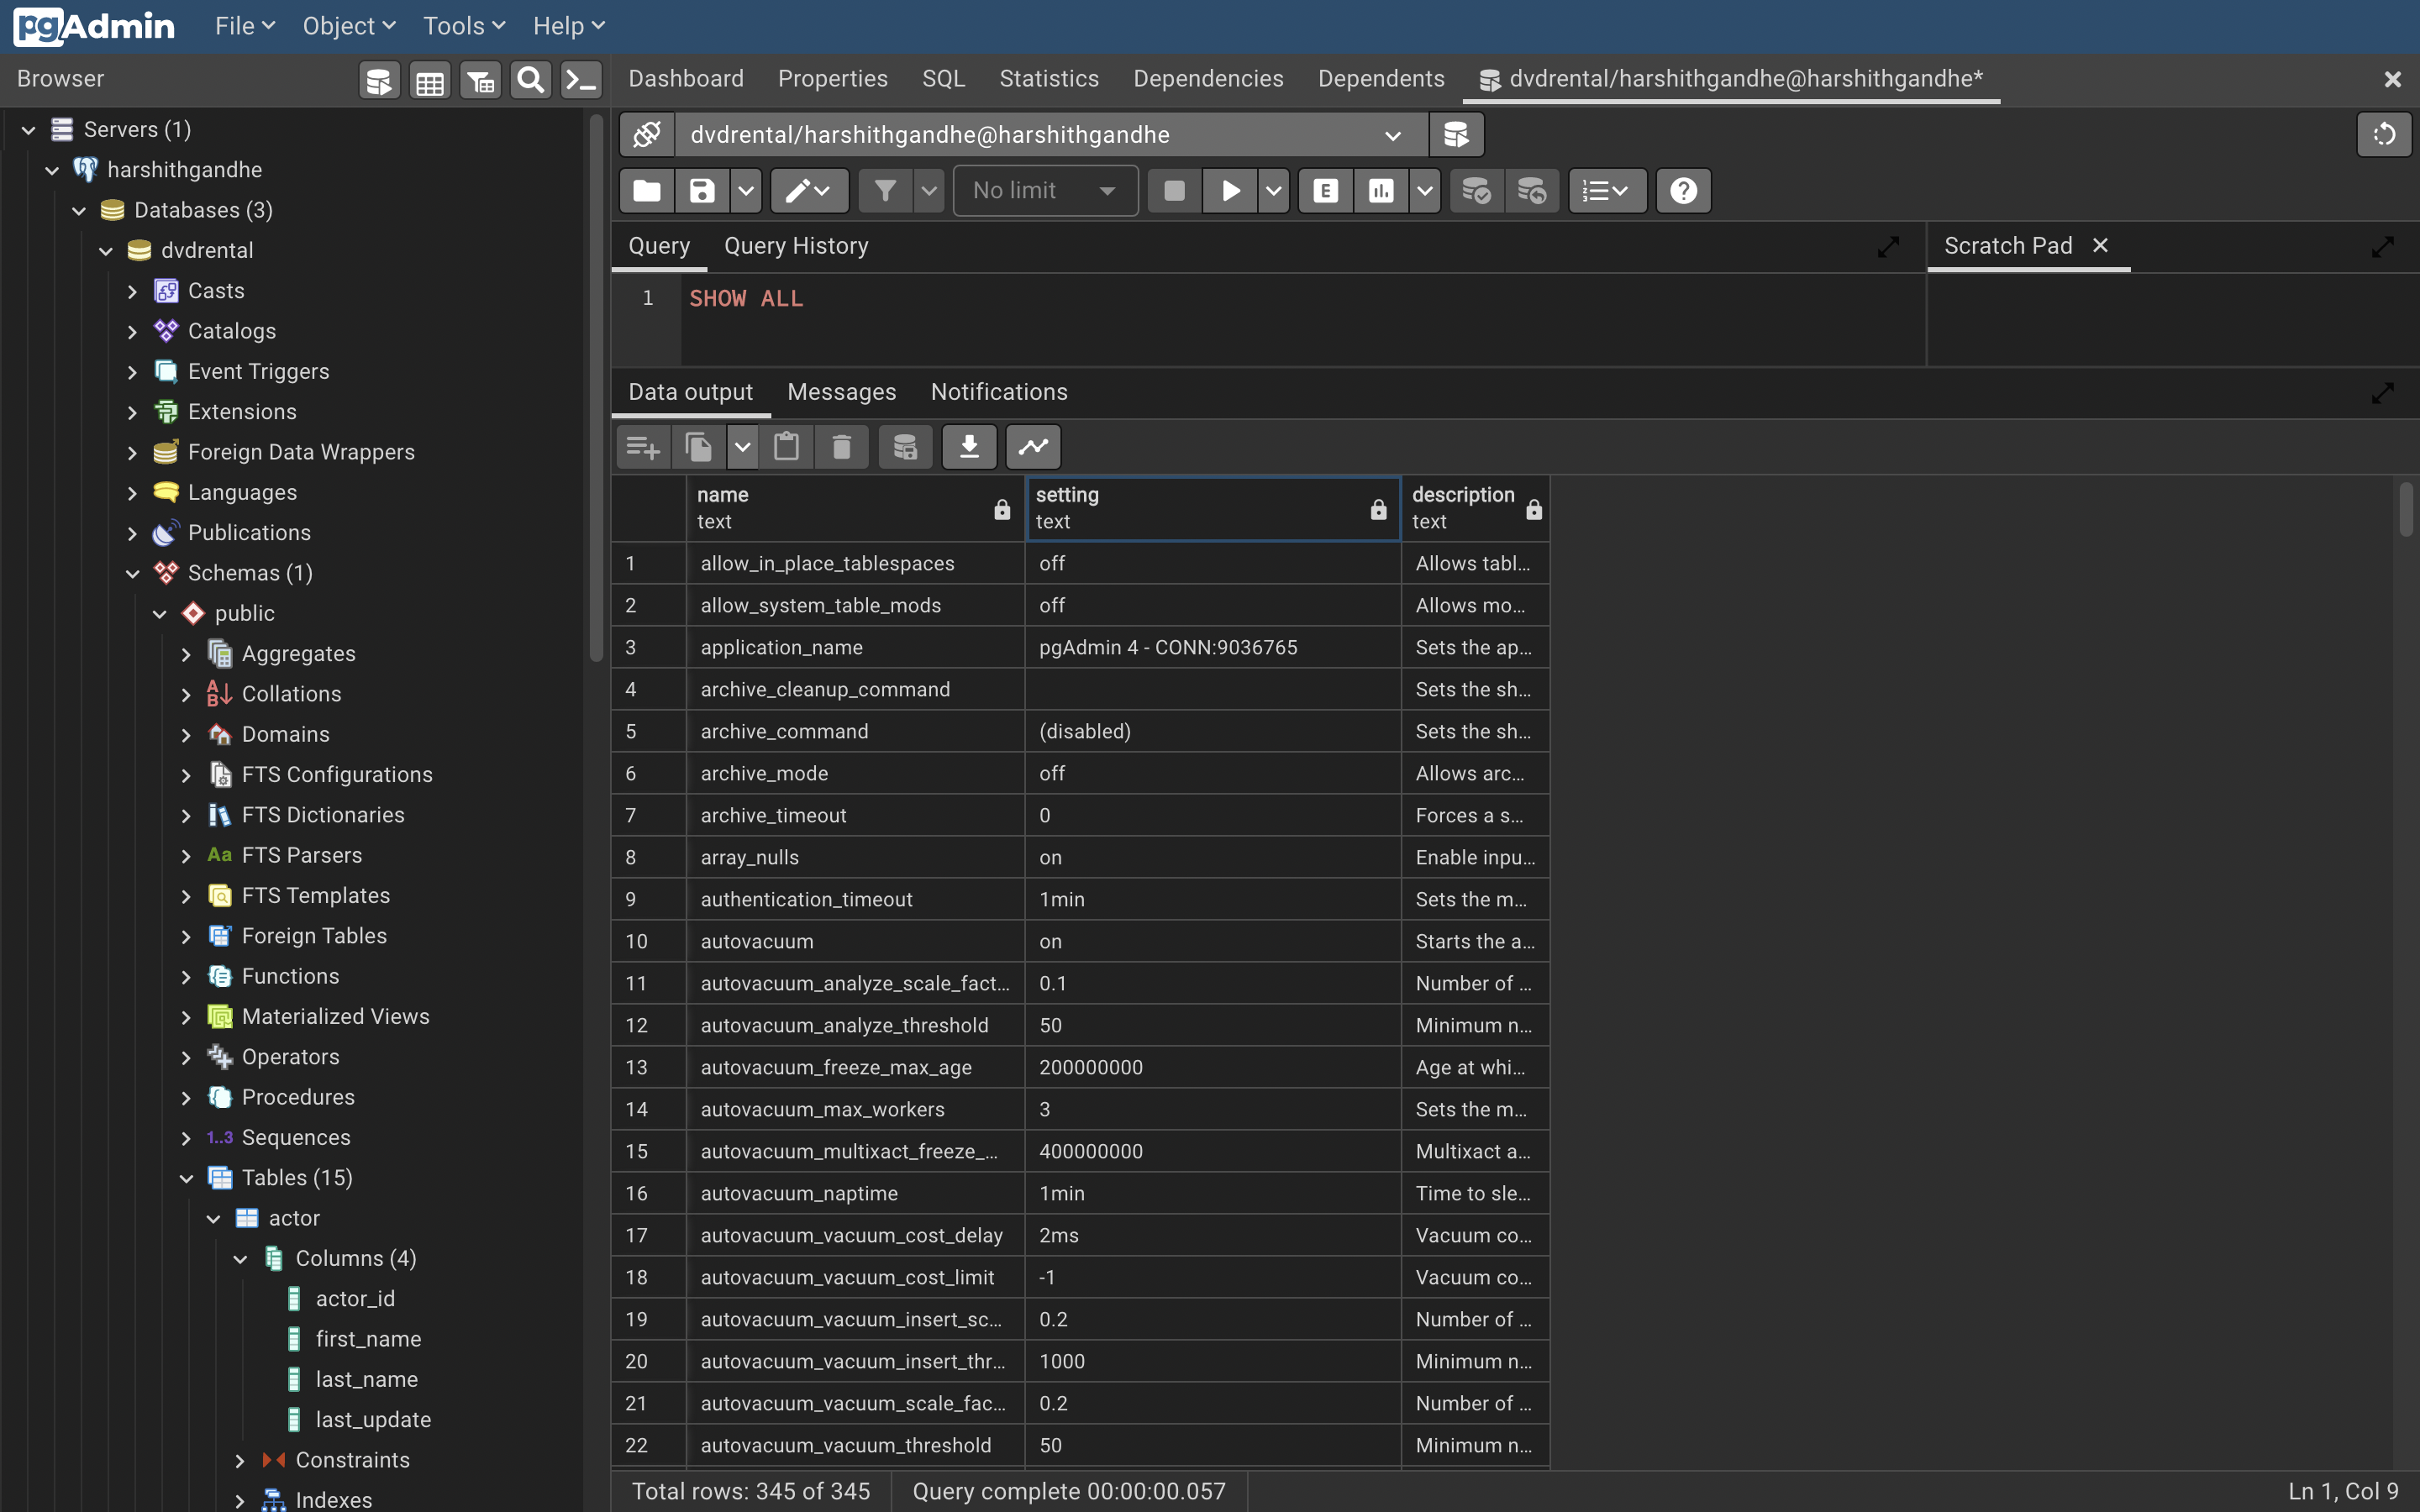 pgAdmin File Object Tools Help
Browser
Dashboard Properties SQL Statistics Dependencies Dependents dvdrental/harshithgandhe@harshithgandhe*
Servers (1)
harshithgandhe
Databases (3)
dvdrental
Casts
Catalogs
Event Triggers
Extensions
Foreign Data Wrappers
Languages
Publications
Schemas (1)
public
Aggregates
Collations
Domains
FTS Configurations
FTS Dictionaries
Aa FTS Parsers
FTS Templates
Foreign Tables
Functions
Materialized Views
Operators
Procedures
1..3 Sequences
Tables (15)
actor
Columns (4)
actor_id
first_name
last_name
last_update
Constraints
Indexes
dvdrental/harshithgandhe@harshithgandhe
No limit E
Query Query History Scratch Pad
1 SHOW ALL
Data output Messages Notifications
name setting description
text text text
1 allow_in_place_tablespaces off Allows tabl...
2 allow_system_table_mods off Allows mo...
3 application_name pgAdmin 4 - CONN:9036765 Sets the ap...
4 archive_cleanup_command Sets the sh...
5 archive_command (disabled) Sets the sh...
6 archive_mode off Allows arc...
7 archive_timeout 0 Forces a s...
8 array_nulls on Enable inpu...
9 authentication_timeout 1min Sets the m...
10 autovacuum on Starts the a...
11 autovacuum_analyze_scale_fact... 0.1 Number of ...
12 autovacuum_analyze_threshold 50 Minimum n...
13 autovacuum_freeze_max_age 200000000 Age at whi...
14 autovacuum_max_workers 3 Sets the m...
15 autovacuum_multixact_freeze_... 400000000 Multixact a...
16 autovacuum_naptime 1min Time to sle...
17 autovacuum_vacuum_cost_delay 2ms Vacuum co...
18 autovacuum_vacuum_cost_limit -1 Vacuum co...
19 autovacuum_vacuum_insert_sc... 0.2 Number of ...
20 autovacuum_vacuum_insert_thr... 1000 Minimum n...
21 autovacuum_vacuum_scale_fac... 0.2 Number of ...
22 autovacuum_vacuum_threshold 50 Minimum n...
Total rows: 345 of 345 Query complete 00:00:00.057 Ln 1, Col 9